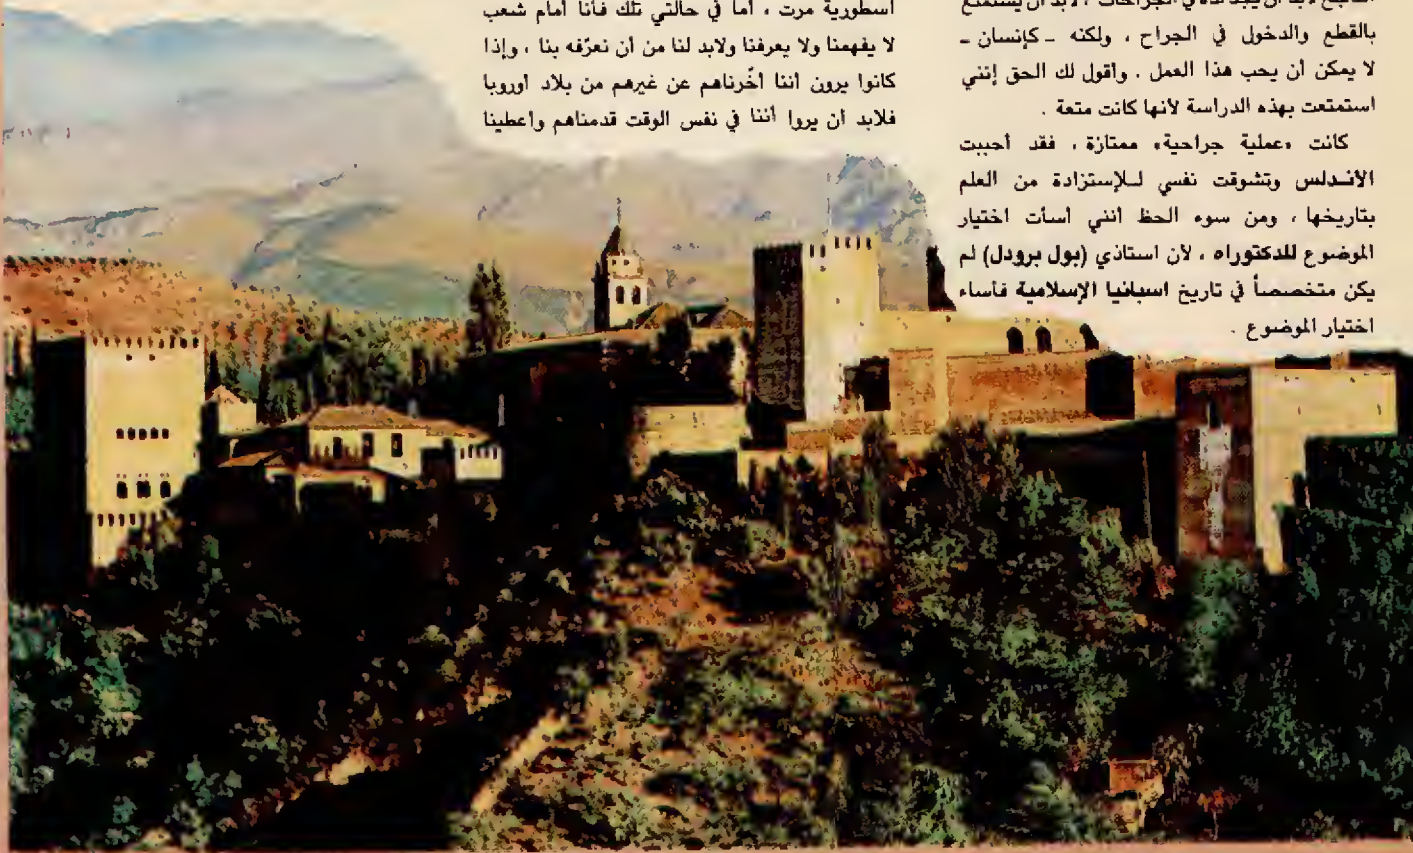 بالقطع والدخول في الجراح ، ولكنه ـ كإنسان ـ
لا يمكن أن يحب هذا العمل . وأقول لك الحق إنني
استمتعت بهذه الدراسة لأنها كانت متعة .
كانت «عملية جراحية» ممتازة ، فقد أحببت
الأندلس وتشوقت نفسي للإستزادة من العلم
بتاريخها ، ومن سوء الحظ أنني أسأت اختيار
الموضوع للدكتوراه ، لأن استاذي (بول برودل) لم
يكن متخصصاً في تاريخ اسبانيا الإسلامية فأساء
اختيار الموضوع .
أسطورية مرت ، أما في حالتي تلك فأنا أمام شعب
لا يفهمنا ولا يعرفنا ولابد لنا من أن نعرّفه بنا ، وإذا
كانوا يرون أننا أخّرناهم عن غيرهم من بلاد أوروبا
فلابد أن يروا أننا في نفس الوقت قدمناهم وأعطينا